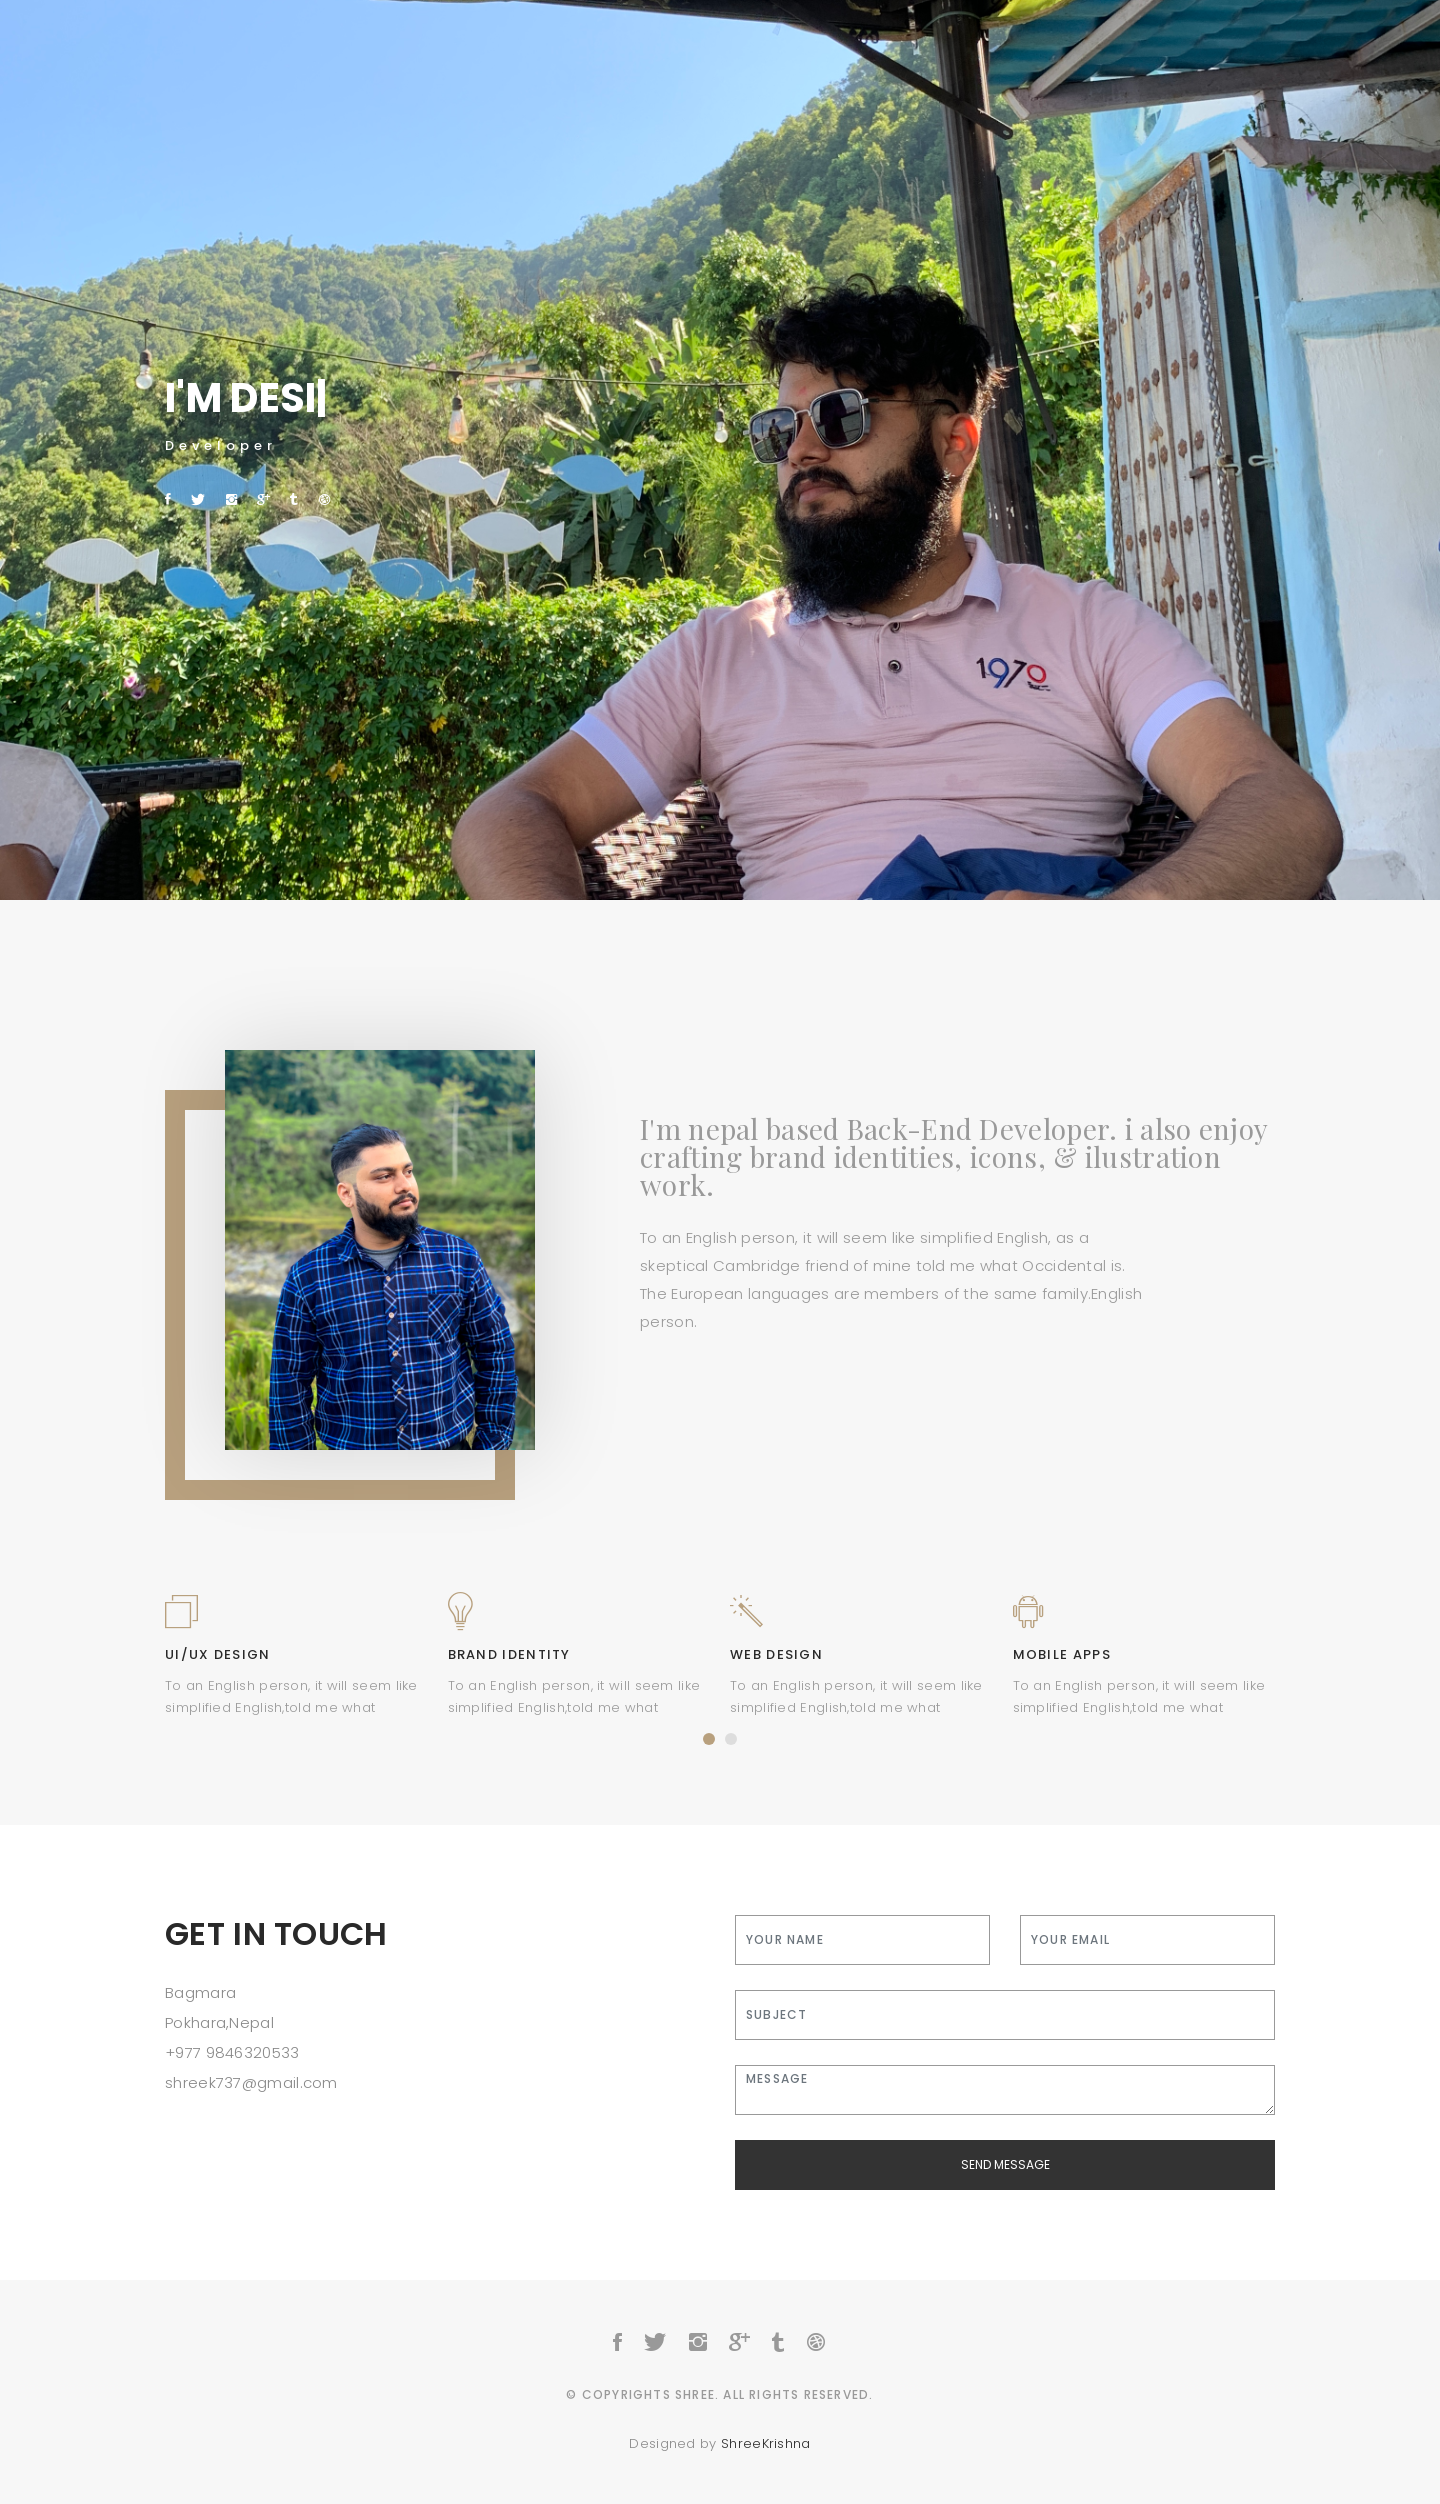 I'M DESI
Developer
1970
I'm nepal based Back-End Developer. i also enjoy
crafting brand identities, icons, & ilustration
work.
To an English person, it will seem like simplified English, as a
skeptical Cambridge friend of mine told me what Occidental is.
The European languages are members of the same family.English
person.
UI/UX DESIGN
To an English person, it will seem like
simplified English,told me what
BRAND IDENTITY
To an English person, it will seem like
simplified English,told me what
WEB DESIGN
To an English person, it will seem like
simplified English,told me what
MOBILE APPS
To an English person, it will seem like
simplified English,told me what
GET IN TOUCH
Bagmara
Pokhara,Nepal
+977 9846320533
shreek737@gmail.com
YOUR NAME
YOUR EMAIL
SUBJECT
MESSAGE
SEND MESSAGE
© COPYRIGHTS SHREE. ALL RIGHTS RESERVED.
Designed by ShreeKrishna